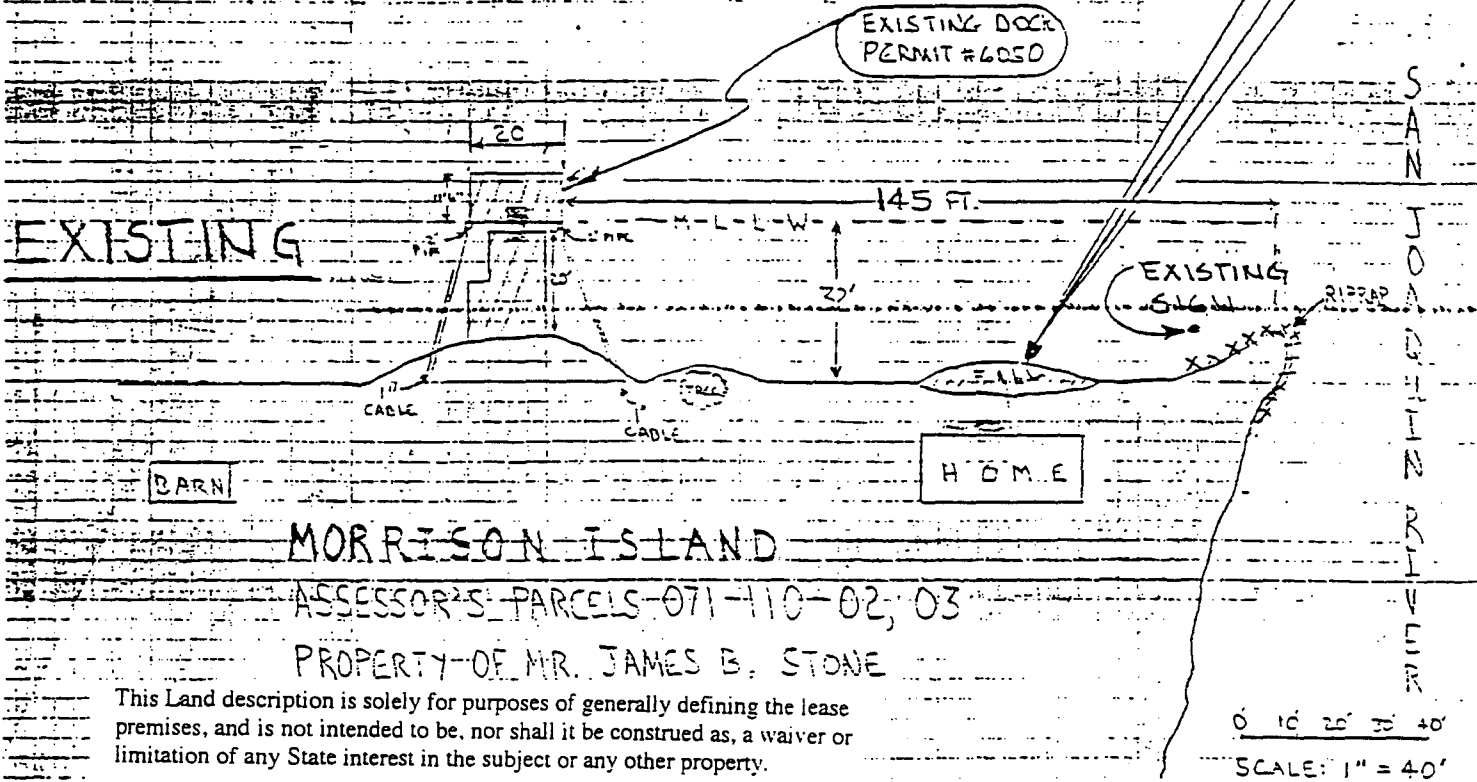 EXISTING DOCK
PERMIT #6050
20
145 FT.
M-L-L-W
EXISTING
EXISTING
SIGN
RIPRAP
CABLE
CABLE
BARN
HOME
SAN JOAQUIN RIVER
MORRISON ISLAND
ASSESSOR'S PARCELS 071-110-02, 03
PROPERTY OF MR. JAMES B. STONE
This Land description is solely for purposes of generally defining the lease
premises, and is not intended to be, nor shall it be construed as, a waiver or
limitation of any State interest in the subject or any other property.
0' 10' 20' 30' 40'
SCALE: 1" = 40'